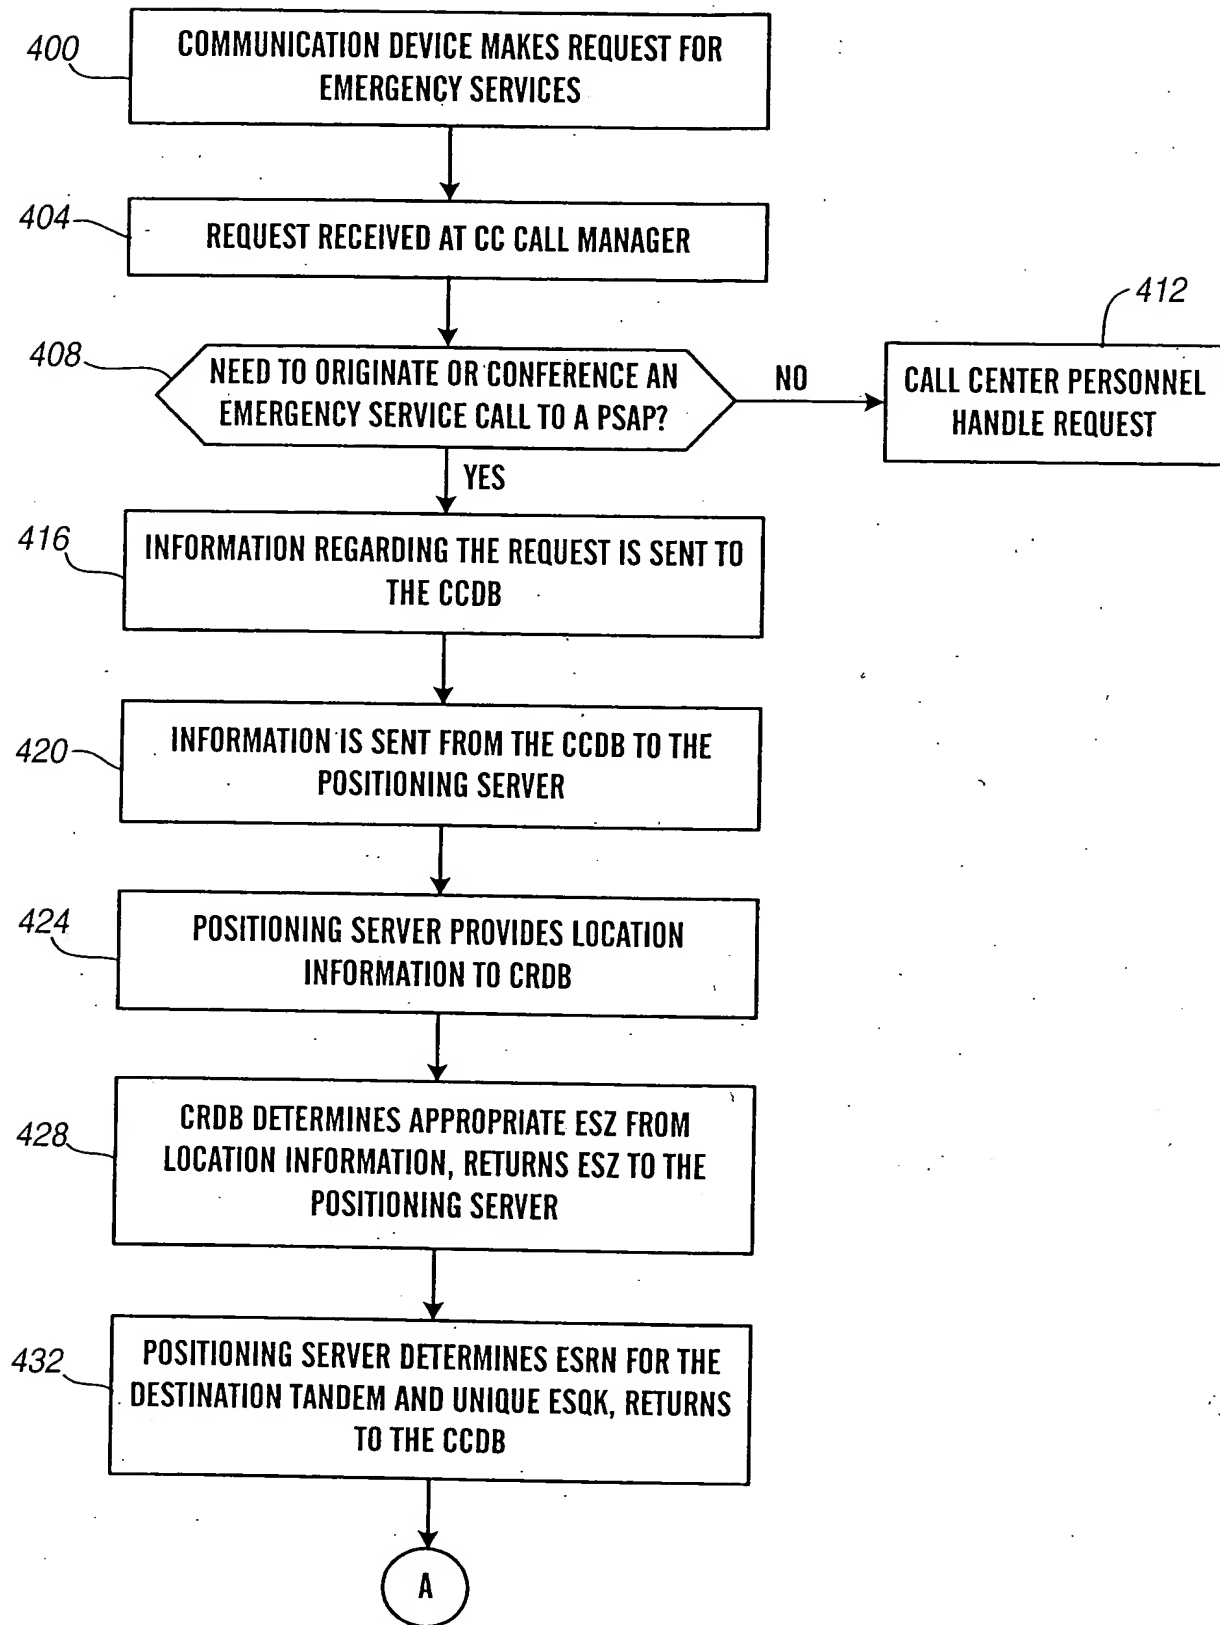 400
COMMUNICATION DEVICE MAKES REQUEST FOR
EMERGENCY SERVICES
404
REQUEST RECEIVED AT CC CALL MANAGER
408
NEED TO ORIGINATE OR CONFERENCE AN
EMERGENCY SERVICE CALL TO A PSAP?
NO
412
CALL CENTER PERSONNEL
HANDLE REQUEST
YES
416
INFORMATION REGARDING THE REQUEST IS SENT TO
THE CCDB
420
INFORMATION IS SENT FROM THE CCDB TO THE
POSITIONING SERVER
424
POSITIONING SERVER PROVIDES LOCATION
INFORMATION TO CRDB
428
CRDB DETERMINES APPROPRIATE ESZ FROM
LOCATION INFORMATION, RETURNS ESZ TO THE
POSITIONING SERVER
432
POSITIONING SERVER DETERMINES ESRN FOR THE
DESTINATION TANDEM AND UNIQUE ESQK, RETURNS
TO THE CCDB
A